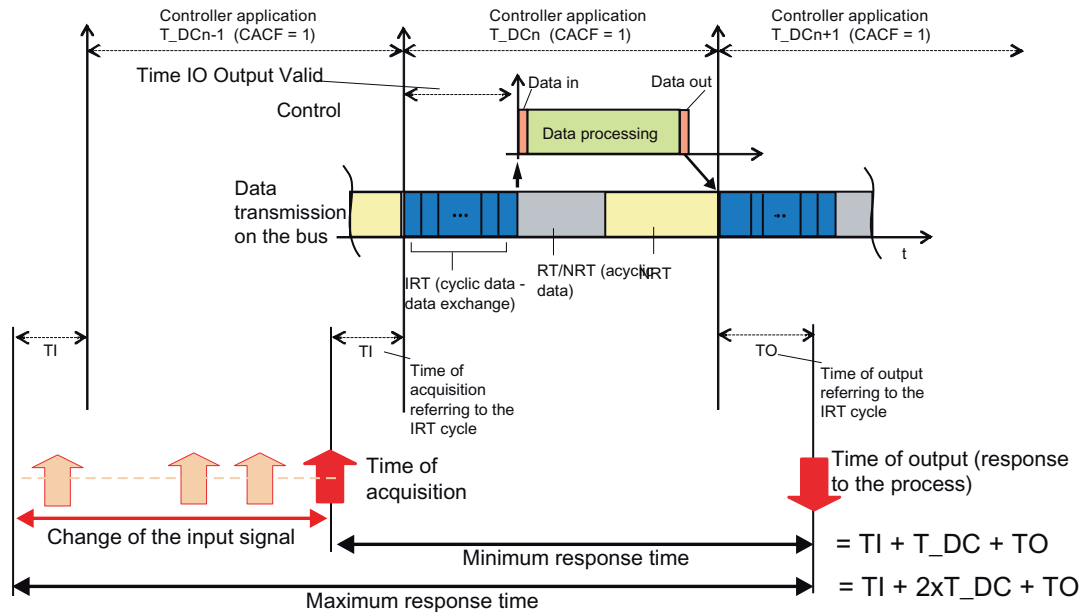 Controller application
T_DCn-1 (CACF = 1)
Controller application
T_DCn (CACF = 1)
Controller application
T_DCn+1 (CACF = 1)
Time IO Output Valid
Data in
Data out
Control
Data processing
Data
transmission
on the bus
...
...
t
IRT (cyclic data -
data exchange)
RT/NRT (acyclic
data)
NRT
TI
TI
TO
Time of
acquisition
referring to the
IRT cycle
Time of output
referring to the
IRT cycle
Time of
acquisition
Time of output (response
to the process)
Change of the input signal
Minimum response time
= TI + T_DC + TO
Maximum response time
= TI + 2xT_DC + TO